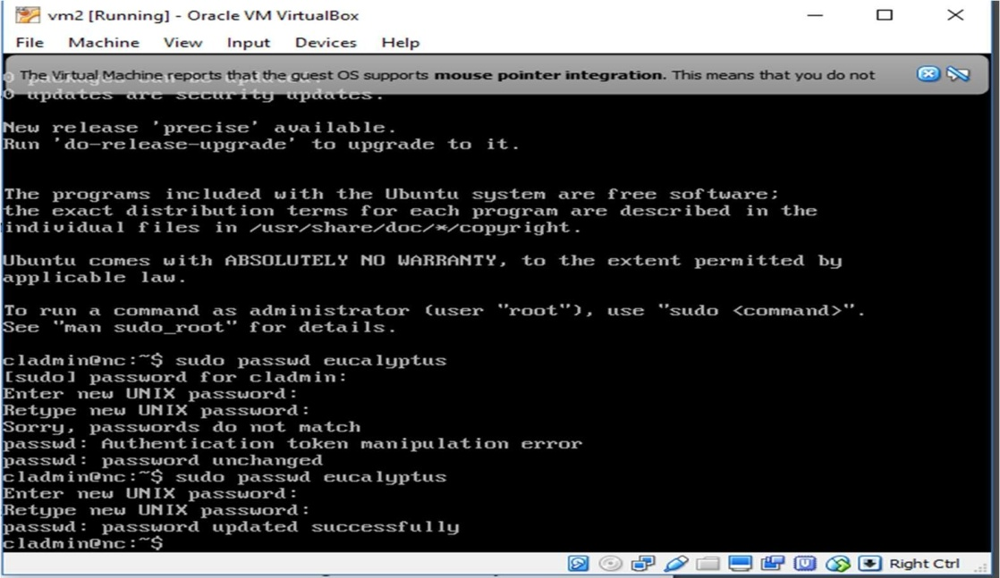 vm2 [Running] - Oracle VM VirtualBox
File Machine View Input Devices Help
The Virtual Machine reports that the guest OS supports mouse pointer integration. This means that you do not
0 updates are security updates.
New release 'precise' available.
Run 'do-release-upgrade' to upgrade to it.
The programs included with the Ubuntu system are free software;
the exact distribution terms for each program are described in the
individual files in /usr/share/doc/*/copyright.
Ubuntu comes with ABSOLUTELY NO WARRANTY, to the extent permitted by
applicable law.
To run a command as administrator (user "root"), use "sudo <command>".
See "man sudo_root" for details.
cladmin@nc:~$ sudo passwd eucalyptus
[sudo] password for cladmin:
Enter new UNIX password:
Retype new UNIX password:
Sorry, passwords do not match
passwd: Authentication token manipulation error
passwd: password unchanged
cladmin@nc:~$ sudo passwd eucalyptus
Enter new UNIX password:
Retype new UNIX password:
passwd: password updated successfully
cladmin@nc:~$
Right Ctrl